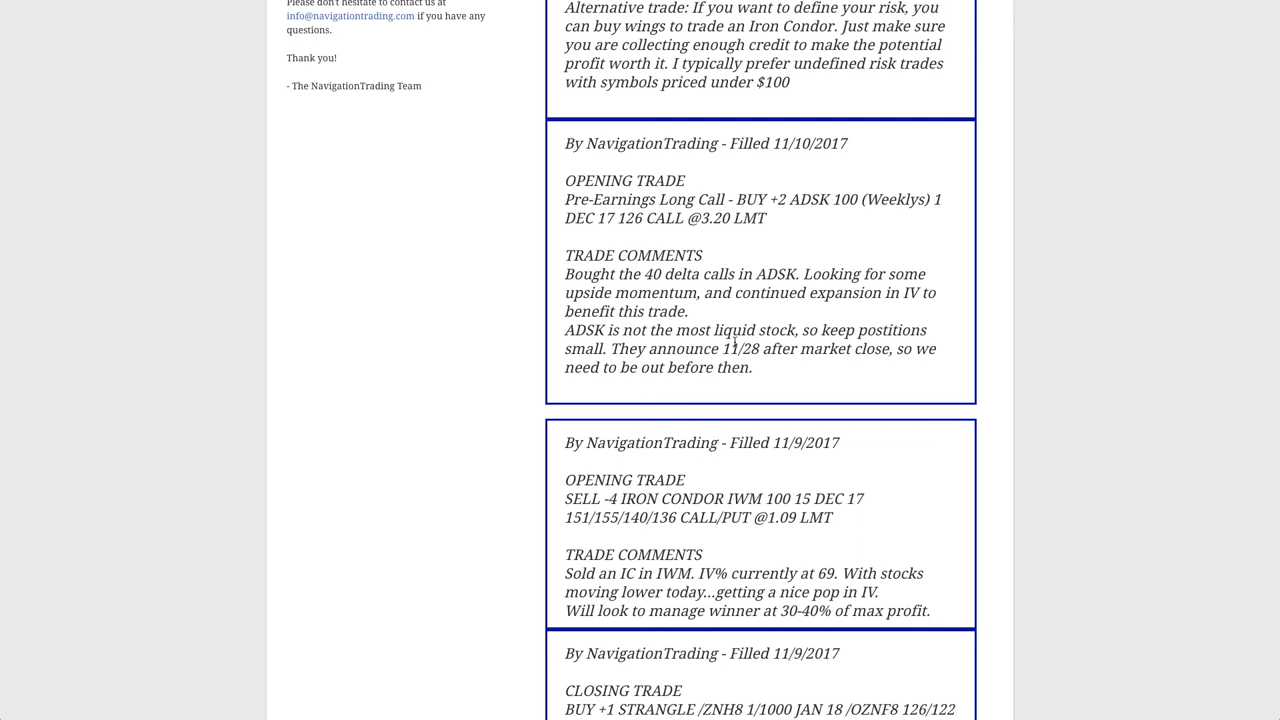 Please don't hesitate to contact us at
info@navigationtrading.com if you have any
questions.
Thank you!
- The NavigationTrading Team
Alternative trade: If you want to define your risk, you
can buy wings to trade an Iron Condor. Just make sure
you are collecting enough credit to make the potential
profit worth it. I typically prefer undefined risk trades
with symbols priced under $100
By NavigationTrading - Filled 11/10/2017
OPENING TRADE
Pre-Earnings Long Call - BUY +2 ADSK 100 (Weeklys) 1
DEC 17 126 CALL @3.20 LMT
TRADE COMMENTS
Bought the 40 delta calls in ADSK. Looking for some
upside momentum, and continued expansion in IV to
benefit this trade.
ADSK is not the most liquid stock, so keep postitions
small. They announce 11/28 after market close, so we
need to be out before then.
By NavigationTrading - Filled 11/9/2017
OPENING TRADE
SELL -4 IRON CONDOR IWM 100 15 DEC 17
151/155/140/136 CALL/PUT @1.09 LMT
TRADE COMMENTS
Sold an IC in IWM. IV% currently at 69. With stocks
moving lower today...getting a nice pop in IV.
Will look to manage winner at 30-40% of max profit.
By NavigationTrading - Filled 11/9/2017
CLOSING TRADE
BUY +1 STRANGLE /ZNH8 1/1000 JAN 18 /OZNF8 126/122